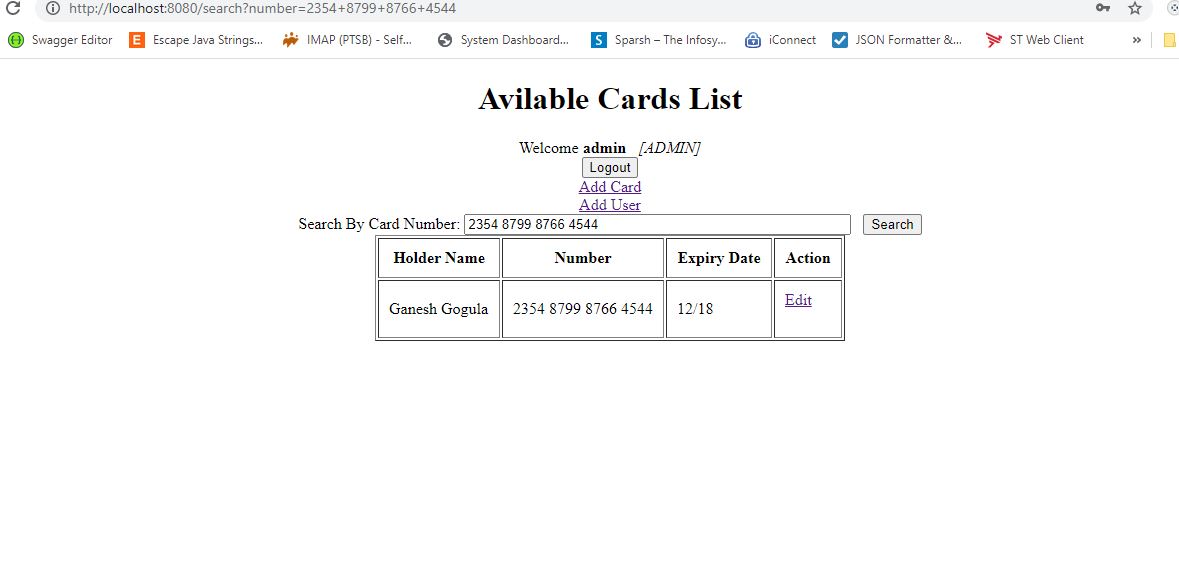 http://localhost:8080/search?number=2354+8799+8766+4544
Swagger Editor Escape Java Strings... IMAP (PTSB) - Self... System Dashboard... Sparsh – The Infosy... iConnect JSON Formatter &... ST Web Client »
Avilable Cards List
Welcome admin [ADMIN]
Logout
Add Card
Add User
Search By Card Number: 2354 8799 8766 4544 Search
Holder Name Number Expiry Date Action
Ganesh Gogula 2354 8799 8766 4544 12/18 Edit